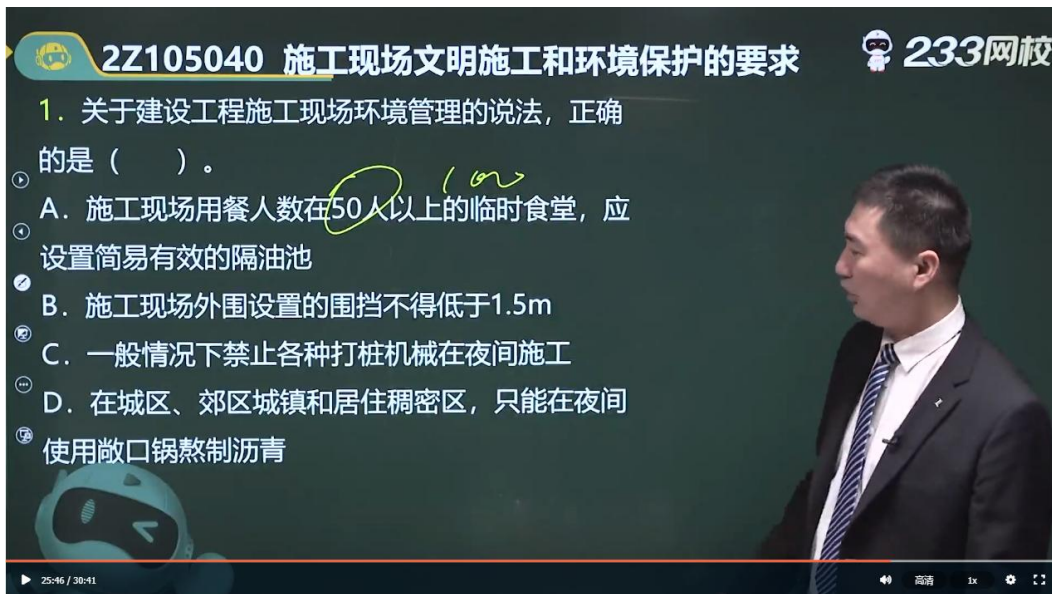 2Z105040 施工现场文明施工和环境保护的要求
233网校
1. 关于建设工程施工现场环境管理的说法，正确
的是（  ）。
100
A. 施工现场用餐人数在50人以上的临时食堂，应
设置简易有效的隔油池
B. 施工现场外围设置的围挡不得低于1.5m
C. 一般情况下禁止各种打桩机械在夜间施工
D. 在城区、郊区城镇和居住稠密区，只能在夜间
使用敞口锅熬制沥青
25:46 / 30:41 高清 1x